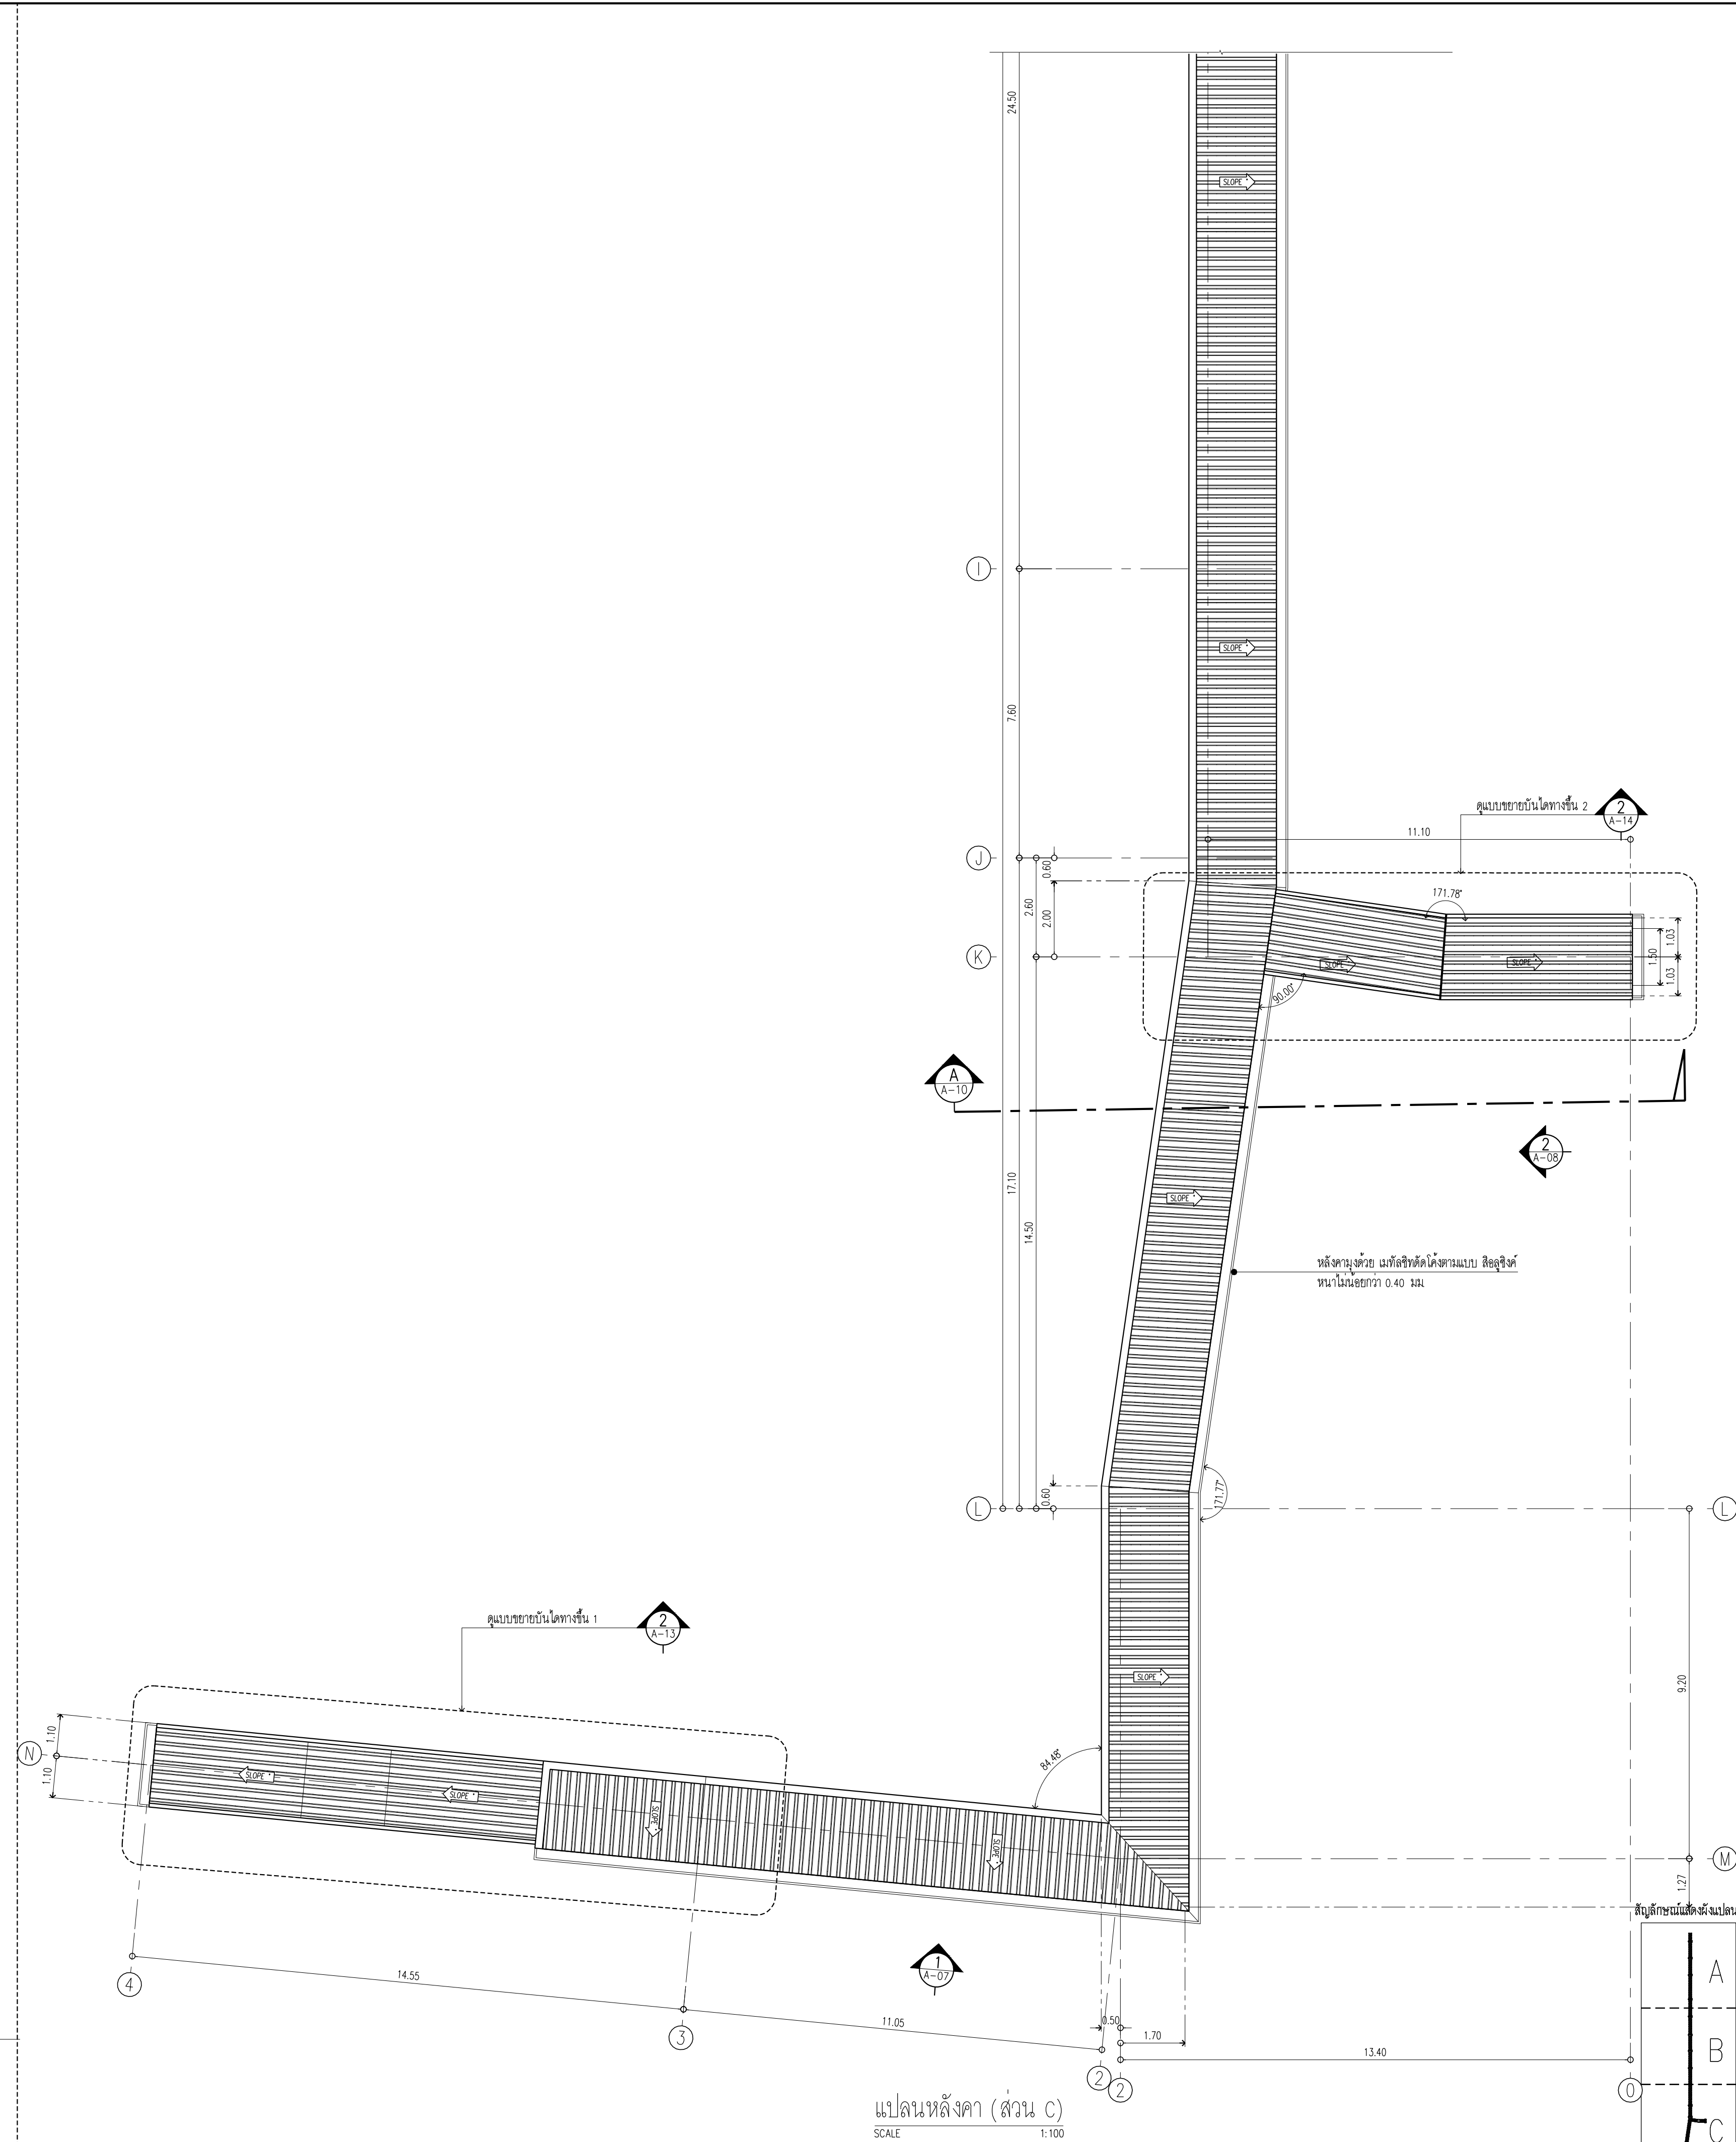 24.50
SLOPE
I
SLOPE
7.60
ดูแบบขยายบันไดทางขึ้น 2
2
A-14
11.10
J
0.60
171.78°
2.60
2.00
1.03
1.50
K
SLOPE
SLOPE
1.03
90.00°
A
A-10
2
A-08
17.10
SLOPE
14.50
หลังคามุงด้วย เมทัลชีทดัดโค้งตามแบบ สีอลูซิงค์
หนาไม่น้อยกว่า 0.40 มม.
171.77°
0.60
L
L
ดูแบบขยายบันไดทางขึ้น 1
2
A-13
SLOPE
9.20
1.10
N
1.10
84.48°
SLOPE
SLOPE
SLOPE
SLOPE
M
1.27
สัญลักษณ์แสดงผังแปลน
A
1
A-07
14.55
4
11.05
3
0.50
1.70
13.40
B
2
2
O
แปลนหลังคา (ส่วน C)
SCALE 1:100
C